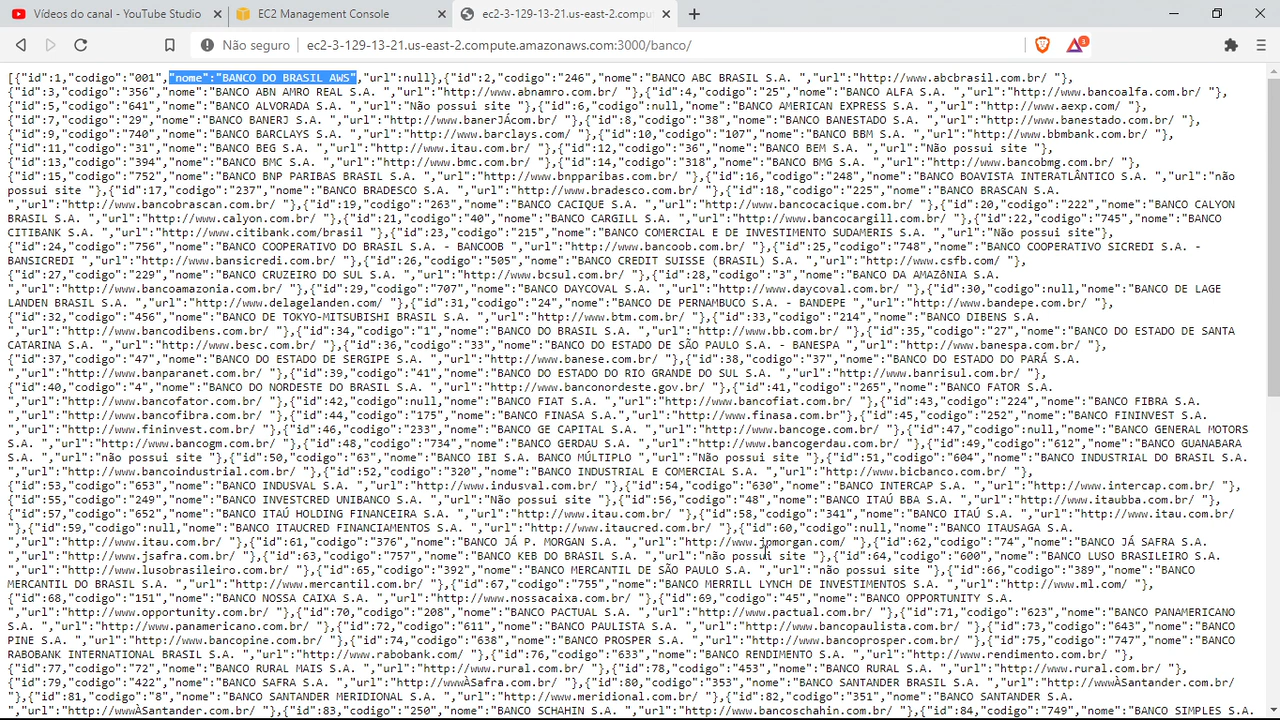 Vídeos do canal - YouTube Studio
EC2 Management Console
ec2-3-129-13-21.us-east-2.comput
Não seguro
ec2-3-129-13-21.us-east-2.compute.amazonaws.com:3000/banco/
3
[{"id":1,"codigo":"001","nome":"BANCO DO BRASIL AWS","url":null},{"id":2,"codigo":"246","nome":"BANCO ABC BRASIL S.A. ","url":"http://www.abcbrasil.com.br/ "},
{"id":3,"codigo":"356","nome":"BANCO ABN AMRO REAL S.A. ","url":"http://www.abnamro.com.br/ "},{"id":4,"codigo":"25","nome":"BANCO ALFA S.A. ","url":"http://www.bancoalfa.com.br/ "},
{"id":5,"codigo":"641","nome":"BANCO ALVORADA S.A. ","url":"Não possui site "},{"id":6,"codigo":null,"nome":"BANCO AMERICAN EXPRESS S.A. ","url":"http://www.aexp.com/ "},
{"id":7,"codigo":"29","nome":"BANCO BANERJ S.A. ","url":"http://www.banerJÁcom.br/ "},{"id":8,"codigo":"38","nome":"BANCO BANESTADO S.A. ","url":"http://www.banestado.com.br/ "},
{"id":9,"codigo":"740","nome":"BANCO BARCLAYS S.A. ","url":"http://www.barclays.com/ "},{"id":10,"codigo":"107","nome":"BANCO BBM S.A. ","url":"http://www.bbmbank.com.br/ "},
{"id":11,"codigo":"31","nome":"BANCO BEG S.A. ","url":"http://www.itau.com.br/ "},{"id":12,"codigo":"36","nome":"BANCO BEM S.A. ","url":"Não possui site "},
{"id":13,"codigo":"394","nome":"BANCO BMC S.A. ","url":"http://www.bmc.com.br/ "},{"id":14,"codigo":"318","nome":"BANCO BMG S.A. ","url":"http://www.bancobmg.com.br/ "},
{"id":15,"codigo":"752","nome":"BANCO BNP PARIBAS BRASIL S.A. ","url":"http://www.bnpparibas.com.br/ "},{"id":16,"codigo":"248","nome":"BANCO BOAVISTA INTERATLÂNTICO S.A. ","url":"não
possui site "},{"id":17,"codigo":"237","nome":"BANCO BRADESCO S.A. ","url":"http://www.bradesco.com.br/ "},{"id":18,"codigo":"225","nome":"BANCO BRASCAN S.A.
","url":"http://www.bancobrascan.com.br/ "},{"id":19,"codigo":"263","nome":"BANCO CACIQUE S.A. ","url":"http://www.bancocacique.com.br/ "},{"id":20,"codigo":"222","nome":"BANCO CALYON
BRASIL S.A. ","url":"http://www.calyon.com.br/ "},{"id":21,"codigo":"40","nome":"BANCO CARGILL S.A. ","url":"http://www.bancocargill.com.br/ "},{"id":22,"codigo":"745","nome":"BANCO
CITIBANK S.A. ","url":"http://www.citibank.com/brasil "},{"id":23,"codigo":"215","nome":"BANCO COMERCIAL E DE INVESTIMENTO SUDAMERIS S.A. ","url":"Não possui site"},
{"id":24,"codigo":"756","nome":"BANCO COOPERATIVO DO BRASIL S.A. - BANCOOB ","url":"http://www.bancoob.com.br/ "},{"id":25,"codigo":"748","nome":"BANCO COOPERATIVO SICREDI S.A. -
BANSICREDI ","url":"http://www.bansicredi.com.br/ "},{"id":26,"codigo":"505","nome":"BANCO CREDIT SUISSE (BRASIL) S.A. ","url":"http://www.csfb.com/ "},
{"id":27,"codigo":"229","nome":"BANCO CRUZEIRO DO SUL S.A. ","url":"http://www.bcsul.com.br/ "},{"id":28,"codigo":"3","nome":"BANCO DA AMAZôNIA S.A.
","url":"http://www.bancoamazonia.com.br/ "},{"id":29,"codigo":"707","nome":"BANCO DAYCOVAL S.A. ","url":"http://www.daycoval.com.br/ "},{"id":30,"codigo":null,"nome":"BANCO DE LAGE
LANDEN BRASIL S.A. ","url":"http://www.delagelanden.com/ "},{"id":31,"codigo":"24","nome":"BANCO DE PERNAMBUCO S.A. - BANDEPE ","url":"http://www.bandepe.com.br/ "},
{"id":32,"codigo":"456","nome":"BANCO DE TOKYO-MITSUBISHI BRASIL S.A. ","url":"http://www.btm.com.br/ "},{"id":33,"codigo":"214","nome":"BANCO DIBENS S.A.
","url":"http://www.bancodibens.com.br/ "},{"id":34,"codigo":"1","nome":"BANCO DO BRASIL S.A. ","url":"http://www.bb.com.br/ "},{"id":35,"codigo":"27","nome":"BANCO DO ESTADO DE SANTA
CATARINA S.A. ","url":"http://www.besc.com.br/ "},{"id":36,"codigo":"33","nome":"BANCO DO ESTADO DE SÃO PAULO S.A. - BANESPA ","url":"http://www.banespa.com.br/ "},
{"id":37,"codigo":"47","nome":"BANCO DO ESTADO DE SERGIPE S.A. ","url":"http://www.banese.com.br/ "},{"id":38,"codigo":"37","nome":"BANCO DO ESTADO DO PARÁ S.A.
","url":"http://www.banparanet.com.br/ "},{"id":39,"codigo":"41","nome":"BANCO DO ESTADO DO RIO GRANDE DO SUL S.A. ","url":"http://www.banrisul.com.br/ "},
{"id":40,"codigo":"4","nome":"BANCO DO NORDESTE DO BRASIL S.A. ","url":"http://www.banconordeste.gov.br/ "},{"id":41,"codigo":"265","nome":"BANCO FATOR S.A.
","url":"http://www.bancofator.com.br/ "},{"id":42,"codigo":null,"nome":"BANCO FIAT S.A. ","url":"http://www.bancofiat.com.br/ "},{"id":43,"codigo":"224","nome":"BANCO FIBRA S.A.
","url":"http://www.bancofibra.com.br/ "},{"id":44,"codigo":"175","nome":"BANCO FINASA S.A. ","url":"http://www.finasa.com.br"},{"id":45,"codigo":"252","nome":"BANCO FININVEST S.A.
","url":"http://www.fininvest.com.br/ "},{"id":46,"codigo":"233","nome":"BANCO GE CAPITAL S.A. ","url":"http://www.bancoge.com.br/ "},{"id":47,"codigo":null,"nome":"BANCO GENERAL MOTORS
S.A. ","url":"http://www.bancogm.com.br/ "},{"id":48,"codigo":"734","nome":"BANCO GERDAU S.A. ","url":"http://www.bancogerdau.com.br/ "},{"id":49,"codigo":"612","nome":"BANCO GUANABARA
S.A. ","url":"não possui site "},{"id":50,"codigo":"63","nome":"BANCO IBI S.A. BANCO MÚLTIPLO ","url":"Não possui site "},{"id":51,"codigo":"604","nome":"BANCO INDUSTRIAL DO BRASIL S.A.
","url":"http://www.bancoindustrial.com.br/ "},{"id":52,"codigo":"320","nome":"BANCO INDUSTRIAL E COMERCIAL S.A. ","url":"http://www.bicbanco.com.br/ "},
{"id":53,"codigo":"653","nome":"BANCO INDUSVAL S.A. ","url":"http://www.indusval.com.br/ "},{"id":54,"codigo":"630","nome":"BANCO INTERCAP S.A. ","url":"http://www.intercap.com.br/ "},
{"id":55,"codigo":"249","nome":"BANCO INVESTCRED UNIBANCO S.A. ","url":"Não possui site "},{"id":56,"codigo":"48","nome":"BANCO ITAÚ BBA S.A. ","url":"http://www.itaubba.com.br/ "},
{"id":57,"codigo":"652","nome":"BANCO ITAÚ HOLDING FINANCEIRA S.A. ","url":"http://www.itau.com.br/ "},{"id":58,"codigo":"341","nome":"BANCO ITAÚ S.A. ","url":"http://www.itau.com.br/
"},{"id":59,"codigo":null,"nome":"BANCO ITAUCRED FINANCIAMENTOS S.A. ","url":"http://www.itaucred.com.br/ "},{"id":60,"codigo":null,"nome":"BANCO ITAUSAGA S.A.
","url":"http://www.itau.com.br/ "},{"id":61,"codigo":"376","nome":"BANCO JÁ P. MORGAN S.A. ","url":"http://www.jpmorgan.com/ "},{"id":62,"codigo":"74","nome":"BANCO JÁ SAFRA S.A.
","url":"http://www.jsafra.com.br/ "},{"id":63,"codigo":"757","nome":"BANCO KEB DO BRASIL S.A. ","url":"não possui site "},{"id":64,"codigo":"600","nome":"BANCO LUSO BRASILEIRO S.A.
","url":"http://www.lusobrasileiro.com.br/ "},{"id":65,"codigo":"392","nome":"BANCO MERCANTIL DE SÃO PAULO S.A. ","url":"não possui site "},{"id":66,"codigo":"389","nome":"BANCO
MERCANTIL DO BRASIL S.A. ","url":"http://www.mercantil.com.br/ "},{"id":67,"codigo":"755","nome":"BANCO MERRILL LYNCH DE INVESTIMENTOS S.A. ","url":"http://www.ml.com/ "},
{"id":68,"codigo":"151","nome":"BANCO NOSSA CAIXA S.A. ","url":"http://www.nossacaixa.com.br/ "},{"id":69,"codigo":"45","nome":"BANCO OPPORTUNITY S.A.
","url":"http://www.opportunity.com.br/ "},{"id":70,"codigo":"208","nome":"BANCO PACTUAL S.A. ","url":"http://www.pactual.com.br/ "},{"id":71,"codigo":"623","nome":"BANCO PANAMERICANO
S.A. ","url":"http://www.panamericano.com.br/ "},{"id":72,"codigo":"611","nome":"BANCO PAULISTA S.A. ","url":"http://www.bancopaulista.com.br/ "},{"id":73,"codigo":"643","nome":"BANCO
PINE S.A. ","url":"http://www.bancopine.com.br/ "},{"id":74,"codigo":"638","nome":"BANCO PROSPER S.A. ","url":"http://www.bancoprosper.com.br/ "},{"id":75,"codigo":"747","nome":"BANCO
RABOBANK INTERNATIONAL BRASIL S.A. ","url":"http://www.rabobank.com/ "},{"id":76,"codigo":"633","nome":"BANCO RENDIMENTO S.A. ","url":"http://www.rendimento.com.br/ "},
{"id":77,"codigo":"72","nome":"BANCO RURAL MAIS S.A. ","url":"http://www.rural.com.br/ "},{"id":78,"codigo":"453","nome":"BANCO RURAL S.A. ","url":"http://www.rural.com.br/ "},
{"id":79,"codigo":"422","nome":"BANCO SAFRA S.A. ","url":"http://wwwÀSafra.com.br/ "},{"id":80,"codigo":"353","nome":"BANCO SANTANDER BRASIL S.A. ","url":"http://wwwÀSantander.com.br/
"},{"id":81,"codigo":"8","nome":"BANCO SANTANDER MERIDIONAL S.A. ","url":"http://www.meridional.com.br/ "},{"id":82,"codigo":"351","nome":"BANCO SANTANDER S.A.
","url":"http://wwwÀSantander.com.br/ "},{"id":83,"codigo":"250","nome":"BANCO SCHAHIN S.A. ","url":"http://www.bancoschahin.com.br/ "},{"id":84,"codigo":"749","nome":"BANCO SIMPLES S.A.